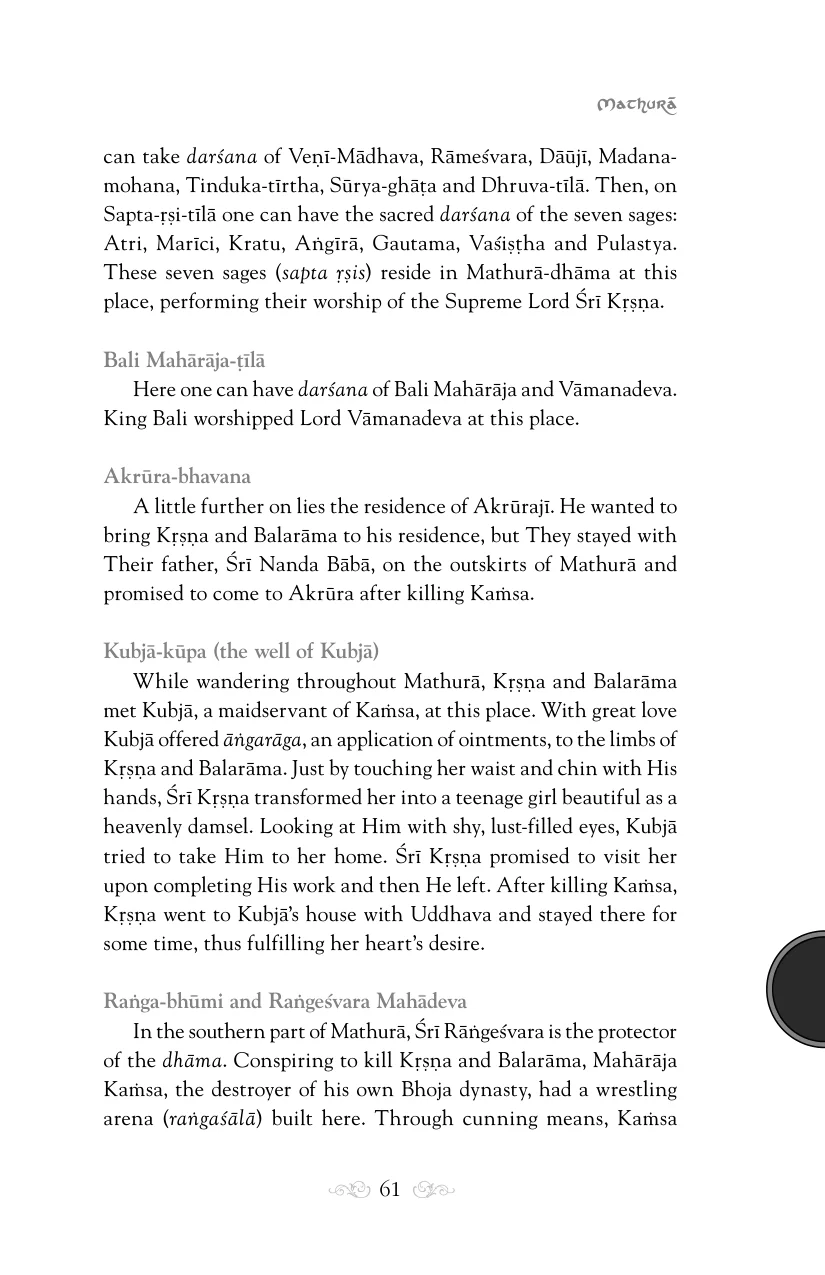 Mathurā
can take darśana of Veṇī-Mādhava, Rāmeśvara, Dāūjī, Madana-
mohana, Tinduka-tīrtha, Sūrya-ghāṭa and Dhruva-tīlā. Then, on
Sapta-ṛṣi-tīlā one can have the sacred darśana of the seven sages:
Atri, Marīci, Kratu, Aṅgīrā, Gautama, Vaśiṣṭha and Pulastya.
These seven sages (sapta ṛṣis) reside in Mathurā-dhāma at this
place, performing their worship of the Supreme Lord Śrī Kṛṣṇa.
Bali Mahārāja-ṭīlā
Here one can have darśana of Bali Mahārāja and Vāmanadeva.
King Bali worshipped Lord Vāmanadeva at this place.
Akrūra-bhavana
A little further on lies the residence of Akrūrajī. He wanted to
bring Kṛṣṇa and Balarāma to his residence, but They stayed with
Their father, Śrī Nanda Bābā, on the outskirts of Mathurā and
promised to come to Akrūra after killing Kaṁsa.
Kubjā-kūpa (the well of Kubjā)
While wandering throughout Mathurā, Kṛṣṇa and Balarāma
met Kubjā, a maidservant of Kaṁsa, at this place. With great love
Kubjā offered āṅgarāga, an application of ointments, to the limbs of
Kṛṣṇa and Balarāma. Just by touching her waist and chin with His
hands, Śrī Kṛṣṇa transformed her into a teenage girl beautiful as a
heavenly damsel. Looking at Him with shy, lust-filled eyes, Kubjā
tried to take Him to her home. Śrī Kṛṣṇa promised to visit her
upon completing His work and then He left. After killing Kaṁsa,
Kṛṣṇa went to Kubjā’s house with Uddhava and stayed there for
some time, thus fulfilling her heart’s desire.
Raṅga-bhūmi and Raṅgeśvara Mahādeva
In the southern part of Mathurā, Śrī Rāṅgeśvara is the protector
of the dhāma. Conspiring to kill Kṛṣṇa and Balarāma, Mahārāja
Kaṁsa, the destroyer of his own Bhoja dynasty, had a wrestling
arena (raṅgaśālā) built here. Through cunning means, Kaṁsa
61